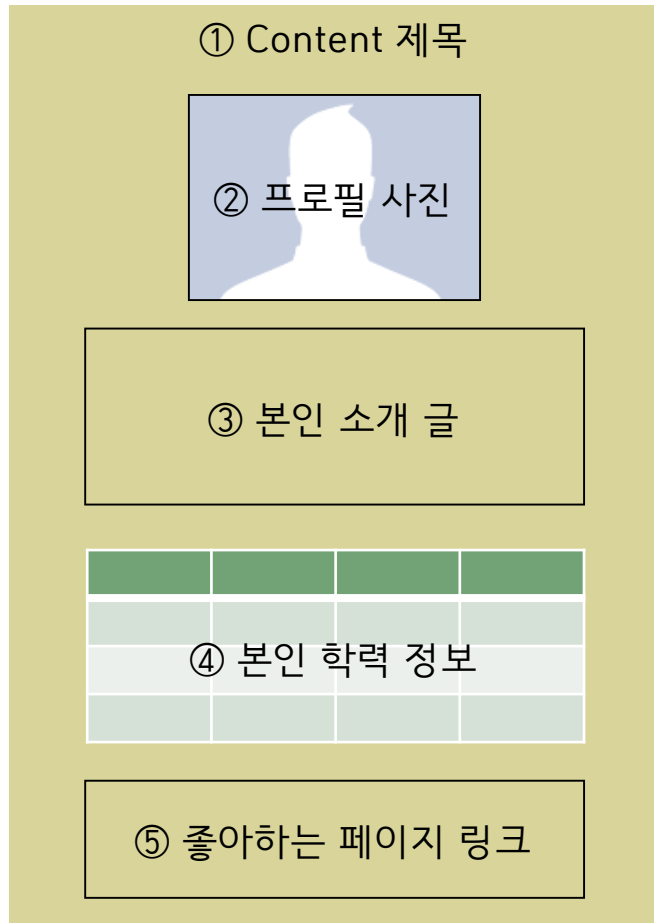 ① Content 제목
② 프로필 사진
③ 본인 소개 글
④ 본인 학력 정보
⑤ 좋아하는 페이지 링크